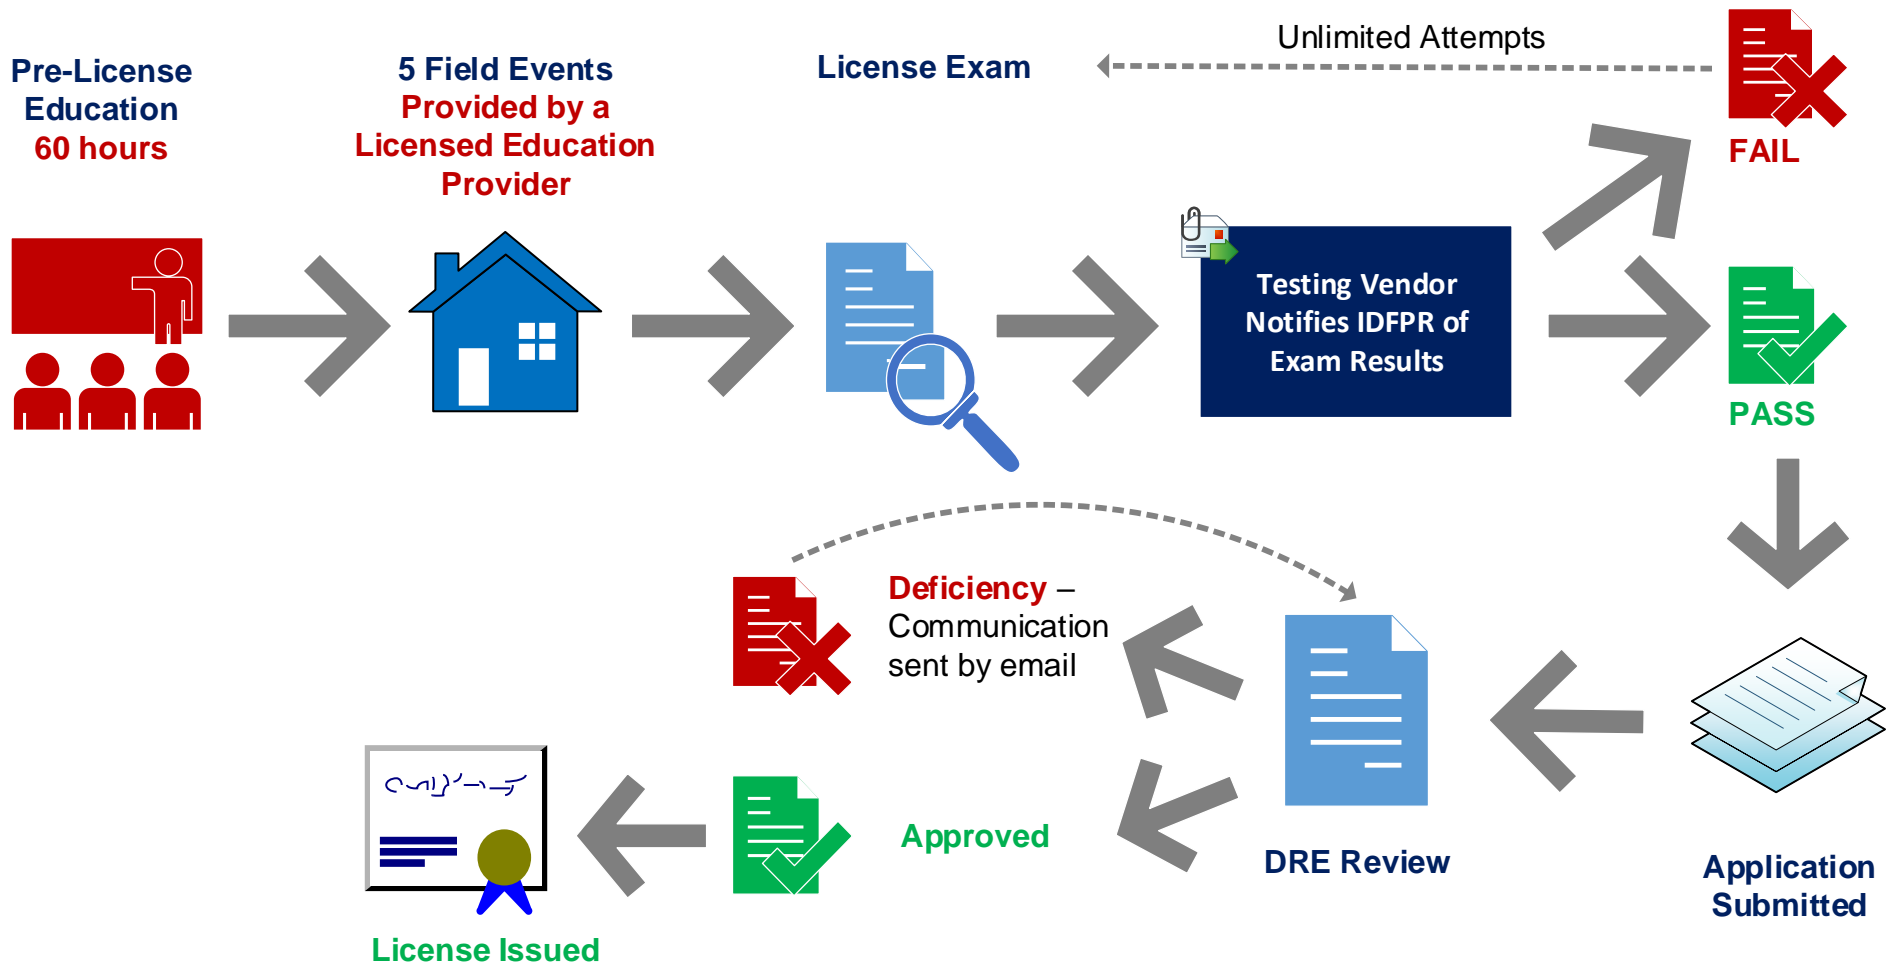 Pre-License
Education
60 hours
5 Field Events
Provided by a
Licensed Education
Provider
License Exam
Unlimited Attempts
FAIL
Testing Vendor
Notifies IDFPR of
Exam Results
PASS
Deficiency –
Communication
sent by email
Approved
DRE Review
Application
Submitted
License Issued